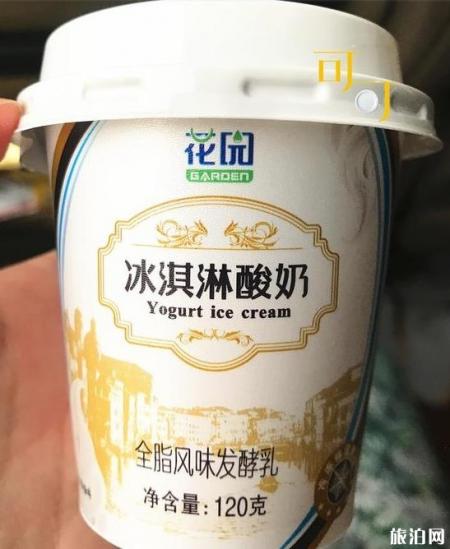 可可
花园
GARDEN
冰淇淋酸奶
Yogurt ice cream
全脂风味发酵乳
净含量:120克
旅泊网